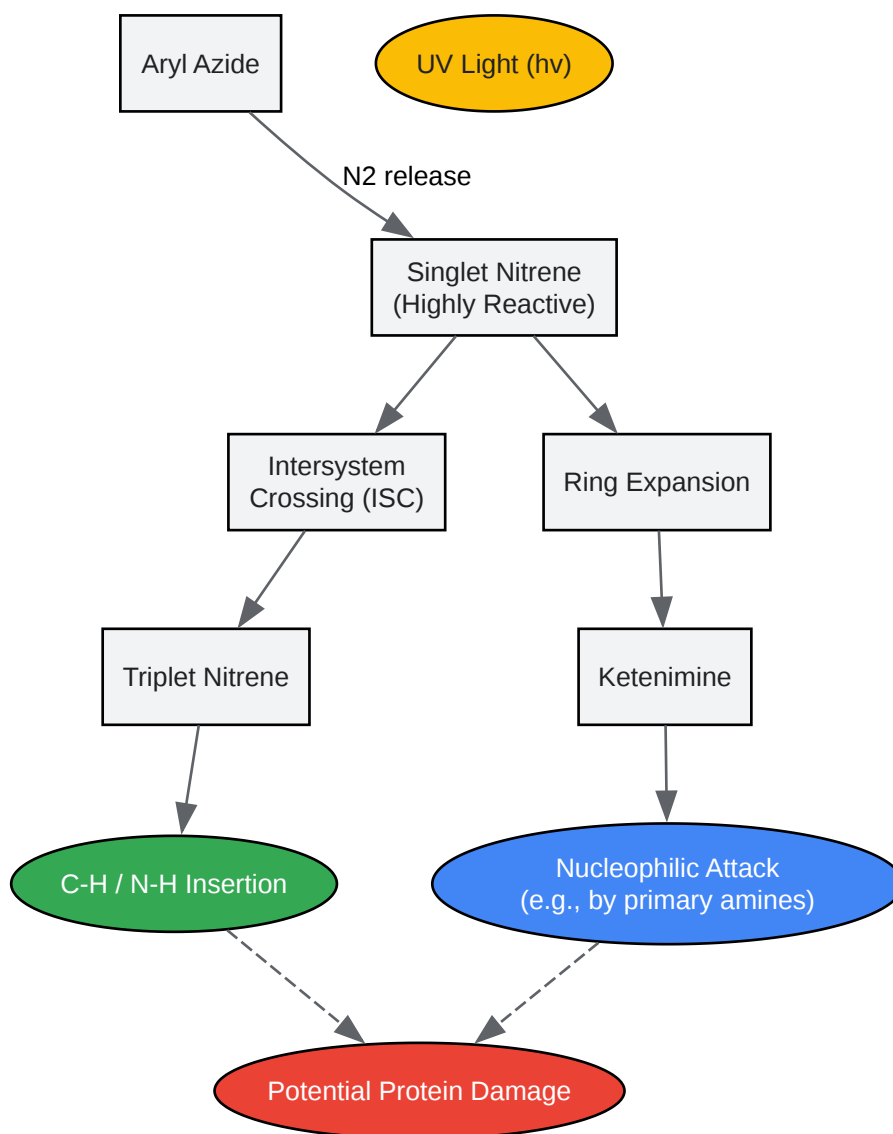 Aryl Azide
UV Light (hv)
N2 release
Singlet Nitrene
(Highly Reactive)
Intersystem
Crossing (ISC)
Ring Expansion
Triplet Nitrene
Ketenimine
C-H / N-H Insertion
Nucleophilic Attack
(e.g., by primary amines)
Potential Protein Damage